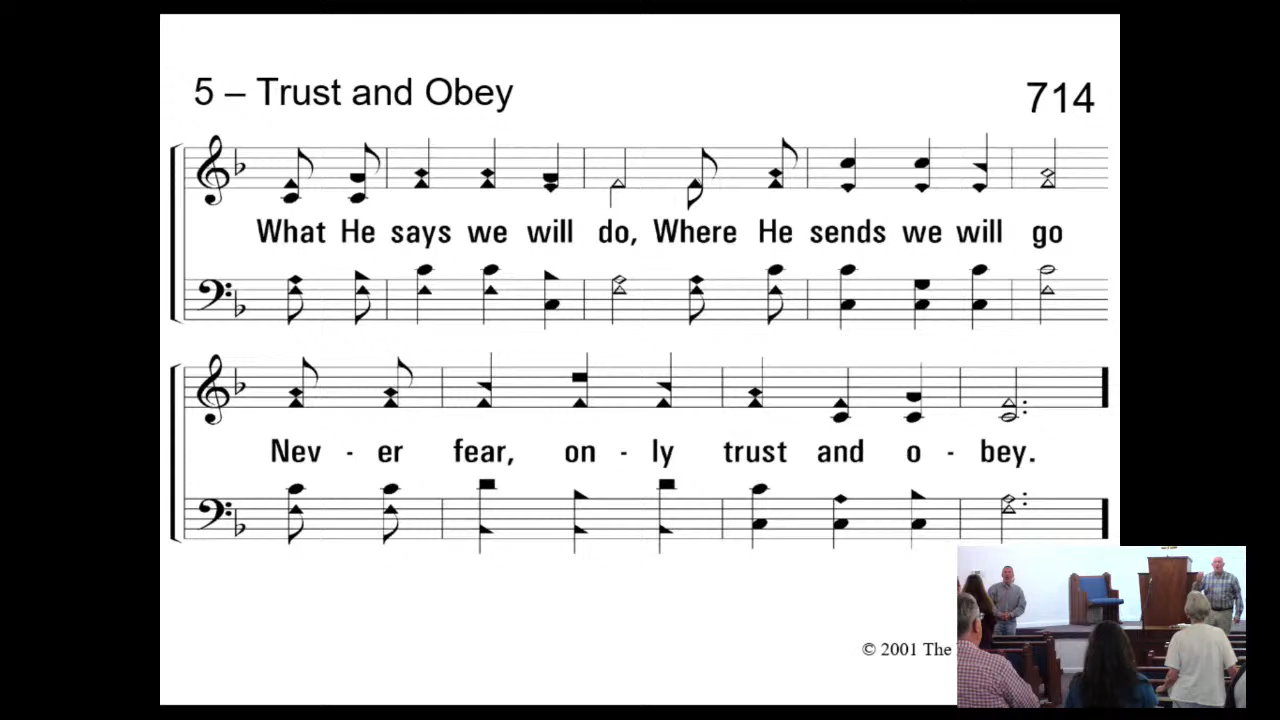 5 – Trust and Obey
714
What He says we will do, Where He sends we will go
Nev - er fear, on - ly trust and o - bey.
© 2001 The